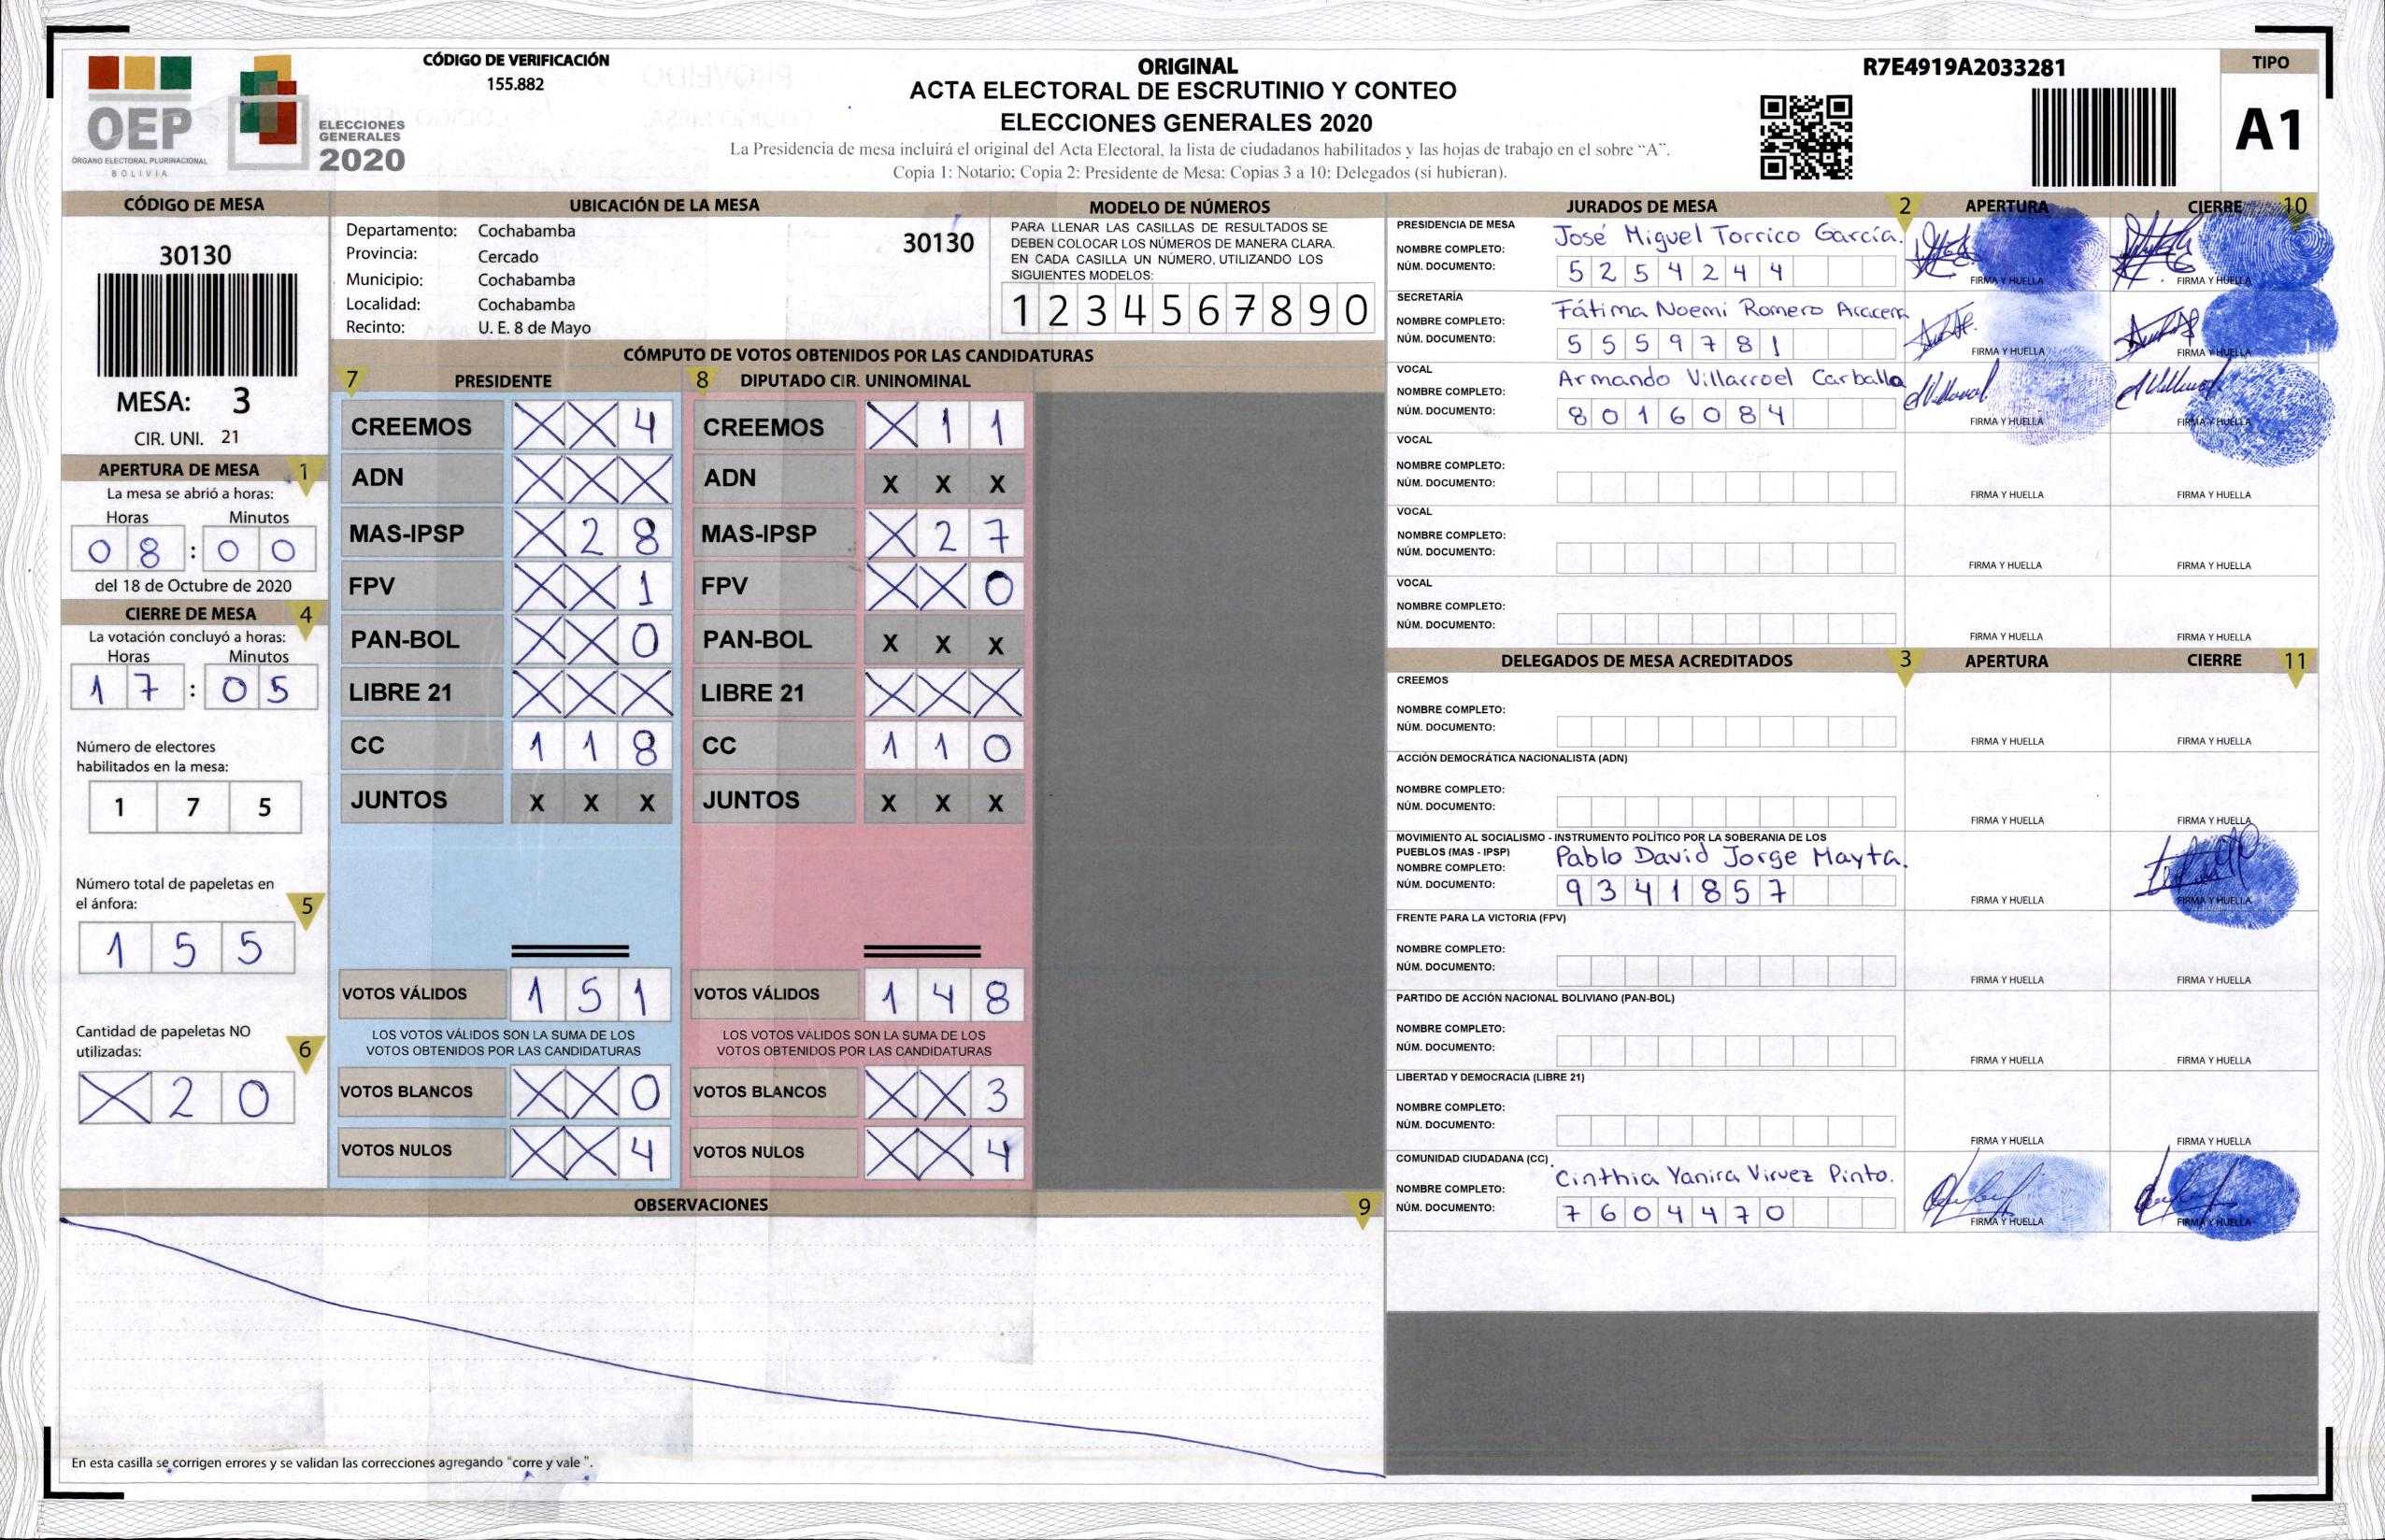 OEP
ÓRGANO ELECTORAL PLURINACIONAL
BOLIVIA
ELECCIONES
GENERALES
2020
CÓDIGO DE VERIFICACIÓN
155.882
ORIGINAL
ACTA ELECTORAL DE ESCRUTINIO Y CONTEO
ELECCIONES GENERALES 2020
La Presidencia de mesa incluirá el original del Acta Electoral, la lista de ciudadanos habilitados y las hojas de trabajo en el sobre "A".
Copia 1: Notario; Copia 2: Presidente de Mesa; Copias 3 a 10: Delegados (si hubieran).
R7E4919A2033281
TIPO
A1
CÓDIGO DE MESA
30130
MESA: 3
CIR. UNI. 21
APERTURA DE MESA 1
La mesa se abrió a horas:
Horas Minutos
0 8 : 0 0
del 18 de Octubre de 2020
CIERRE DE MESA 4
La votación concluyó a horas:
Horas Minutos
1 7 : 0 5
Número de electores
habilitados en la mesa:
1 7 5
Número total de papeletas en
el ánfora: 5
1 5 5
Cantidad de papeletas NO
utilizadas: 6
X 2 0
UBICACIÓN DE LA MESA
Departamento: Cochabamba
30130
Provincia: Cercado
Municipio: Cochabamba
Localidad: Cochabamba
Recinto: U. E. 8 de Mayo
MODELO DE NÚMEROS
PARA LLENAR LAS CASILLAS DE RESULTADOS SE
DEBEN COLOCAR LOS NÚMEROS DE MANERA CLARA.
EN CADA CASILLA UN NÚMERO, UTILIZANDO LOS
SIGUIENTES MODELOS:
1 2 3 4 5 6 7 8 9 0
CÓMPUTO DE VOTOS OBTENIDOS POR LAS CANDIDATURAS
7 PRESIDENTE
CREEMOS X X 4
ADN X X X
MAS-IPSP X 2 8
FPV X X 1
PAN-BOL X X 0
LIBRE 21 X X X
CC 1 1 8
JUNTOS X X X
VOTOS VÁLIDOS 1 5 1
LOS VOTOS VÁLIDOS SON LA SUMA DE LOS
VOTOS OBTENIDOS POR LAS CANDIDATURAS
VOTOS BLANCOS X X 0
VOTOS NULOS X X 4
8 DIPUTADO CIR. UNINOMINAL
CREEMOS X 1 1
ADN X X X
MAS-IPSP X 2 7
FPV X X 0
PAN-BOL X X X
LIBRE 21 X X X
CC 1 1 0
JUNTOS X X X
VOTOS VÁLIDOS 1 4 8
LOS VOTOS VÁLIDOS SON LA SUMA DE LOS
VOTOS OBTENIDOS POR LAS CANDIDATURAS
VOTOS BLANCOS X X 3
VOTOS NULOS X X 4
OBSERVACIONES 9
En esta casilla se corrigen errores y se validan las correcciones agregando "corre y vale ".
JURADOS DE MESA 2 APERTURA CIERRE 10
PRESIDENCIA DE MESA
NOMBRE COMPLETO: José Miguel Torrico García.
NÚM. DOCUMENTO: 5 2 5 4 2 4 4
FIRMA Y HUELLA FIRMA Y HUELLA
SECRETARÍA
NOMBRE COMPLETO: Fátima Noemi Romero
NÚM. DOCUMENTO: 5 5 5 9 7 8 1
FIRMA Y HUELLA FIRMA Y HUELLA
VOCAL
NOMBRE COMPLETO: Armando Villarroel Carballo
NÚM. DOCUMENTO: 8 0 1 6 0 8 4
FIRMA Y HUELLA FIRMA Y HUELLA
VOCAL
NOMBRE COMPLETO:
NÚM. DOCUMENTO:
FIRMA Y HUELLA FIRMA Y HUELLA
VOCAL
NOMBRE COMPLETO:
NÚM. DOCUMENTO:
FIRMA Y HUELLA FIRMA Y HUELLA
VOCAL
NOMBRE COMPLETO:
NÚM. DOCUMENTO:
FIRMA Y HUELLA FIRMA Y HUELLA
DELEGADOS DE MESA ACREDITADOS 3 APERTURA CIERRE 11
CREEMOS
NOMBRE COMPLETO:
NÚM. DOCUMENTO:
FIRMA Y HUELLA FIRMA Y HUELLA
ACCIÓN DEMOCRÁTICA NACIONALISTA (ADN)
NOMBRE COMPLETO:
NÚM. DOCUMENTO:
FIRMA Y HUELLA FIRMA Y HUELLA
MOVIMIENTO AL SOCIALISMO - INSTRUMENTO POLÍTICO POR LA SOBERANIA DE LOS
PUEBLOS (MAS - IPSP)
NOMBRE COMPLETO: Pablo David Jorge Mayta.
NÚM. DOCUMENTO: 9 3 4 1 8 5 7
FIRMA Y HUELLA FIRMA Y HUELLA
FRENTE PARA LA VICTORIA (FPV)
NOMBRE COMPLETO:
NÚM. DOCUMENTO:
FIRMA Y HUELLA FIRMA Y HUELLA
PARTIDO DE ACCIÓN NACIONAL BOLIVIANO (PAN-BOL)
NOMBRE COMPLETO:
NÚM. DOCUMENTO:
FIRMA Y HUELLA FIRMA Y HUELLA
LIBERTAD Y DEMOCRACIA (LIBRE 21)
NOMBRE COMPLETO:
NÚM. DOCUMENTO:
FIRMA Y HUELLA FIRMA Y HUELLA
COMUNIDAD CIUDADANA (CC)
NOMBRE COMPLETO: Cinthia Yanira Virvez Pinto.
NÚM. DOCUMENTO: 7 6 0 4 4 7 0
FIRMA Y HUELLA FIRMA Y HUELLA